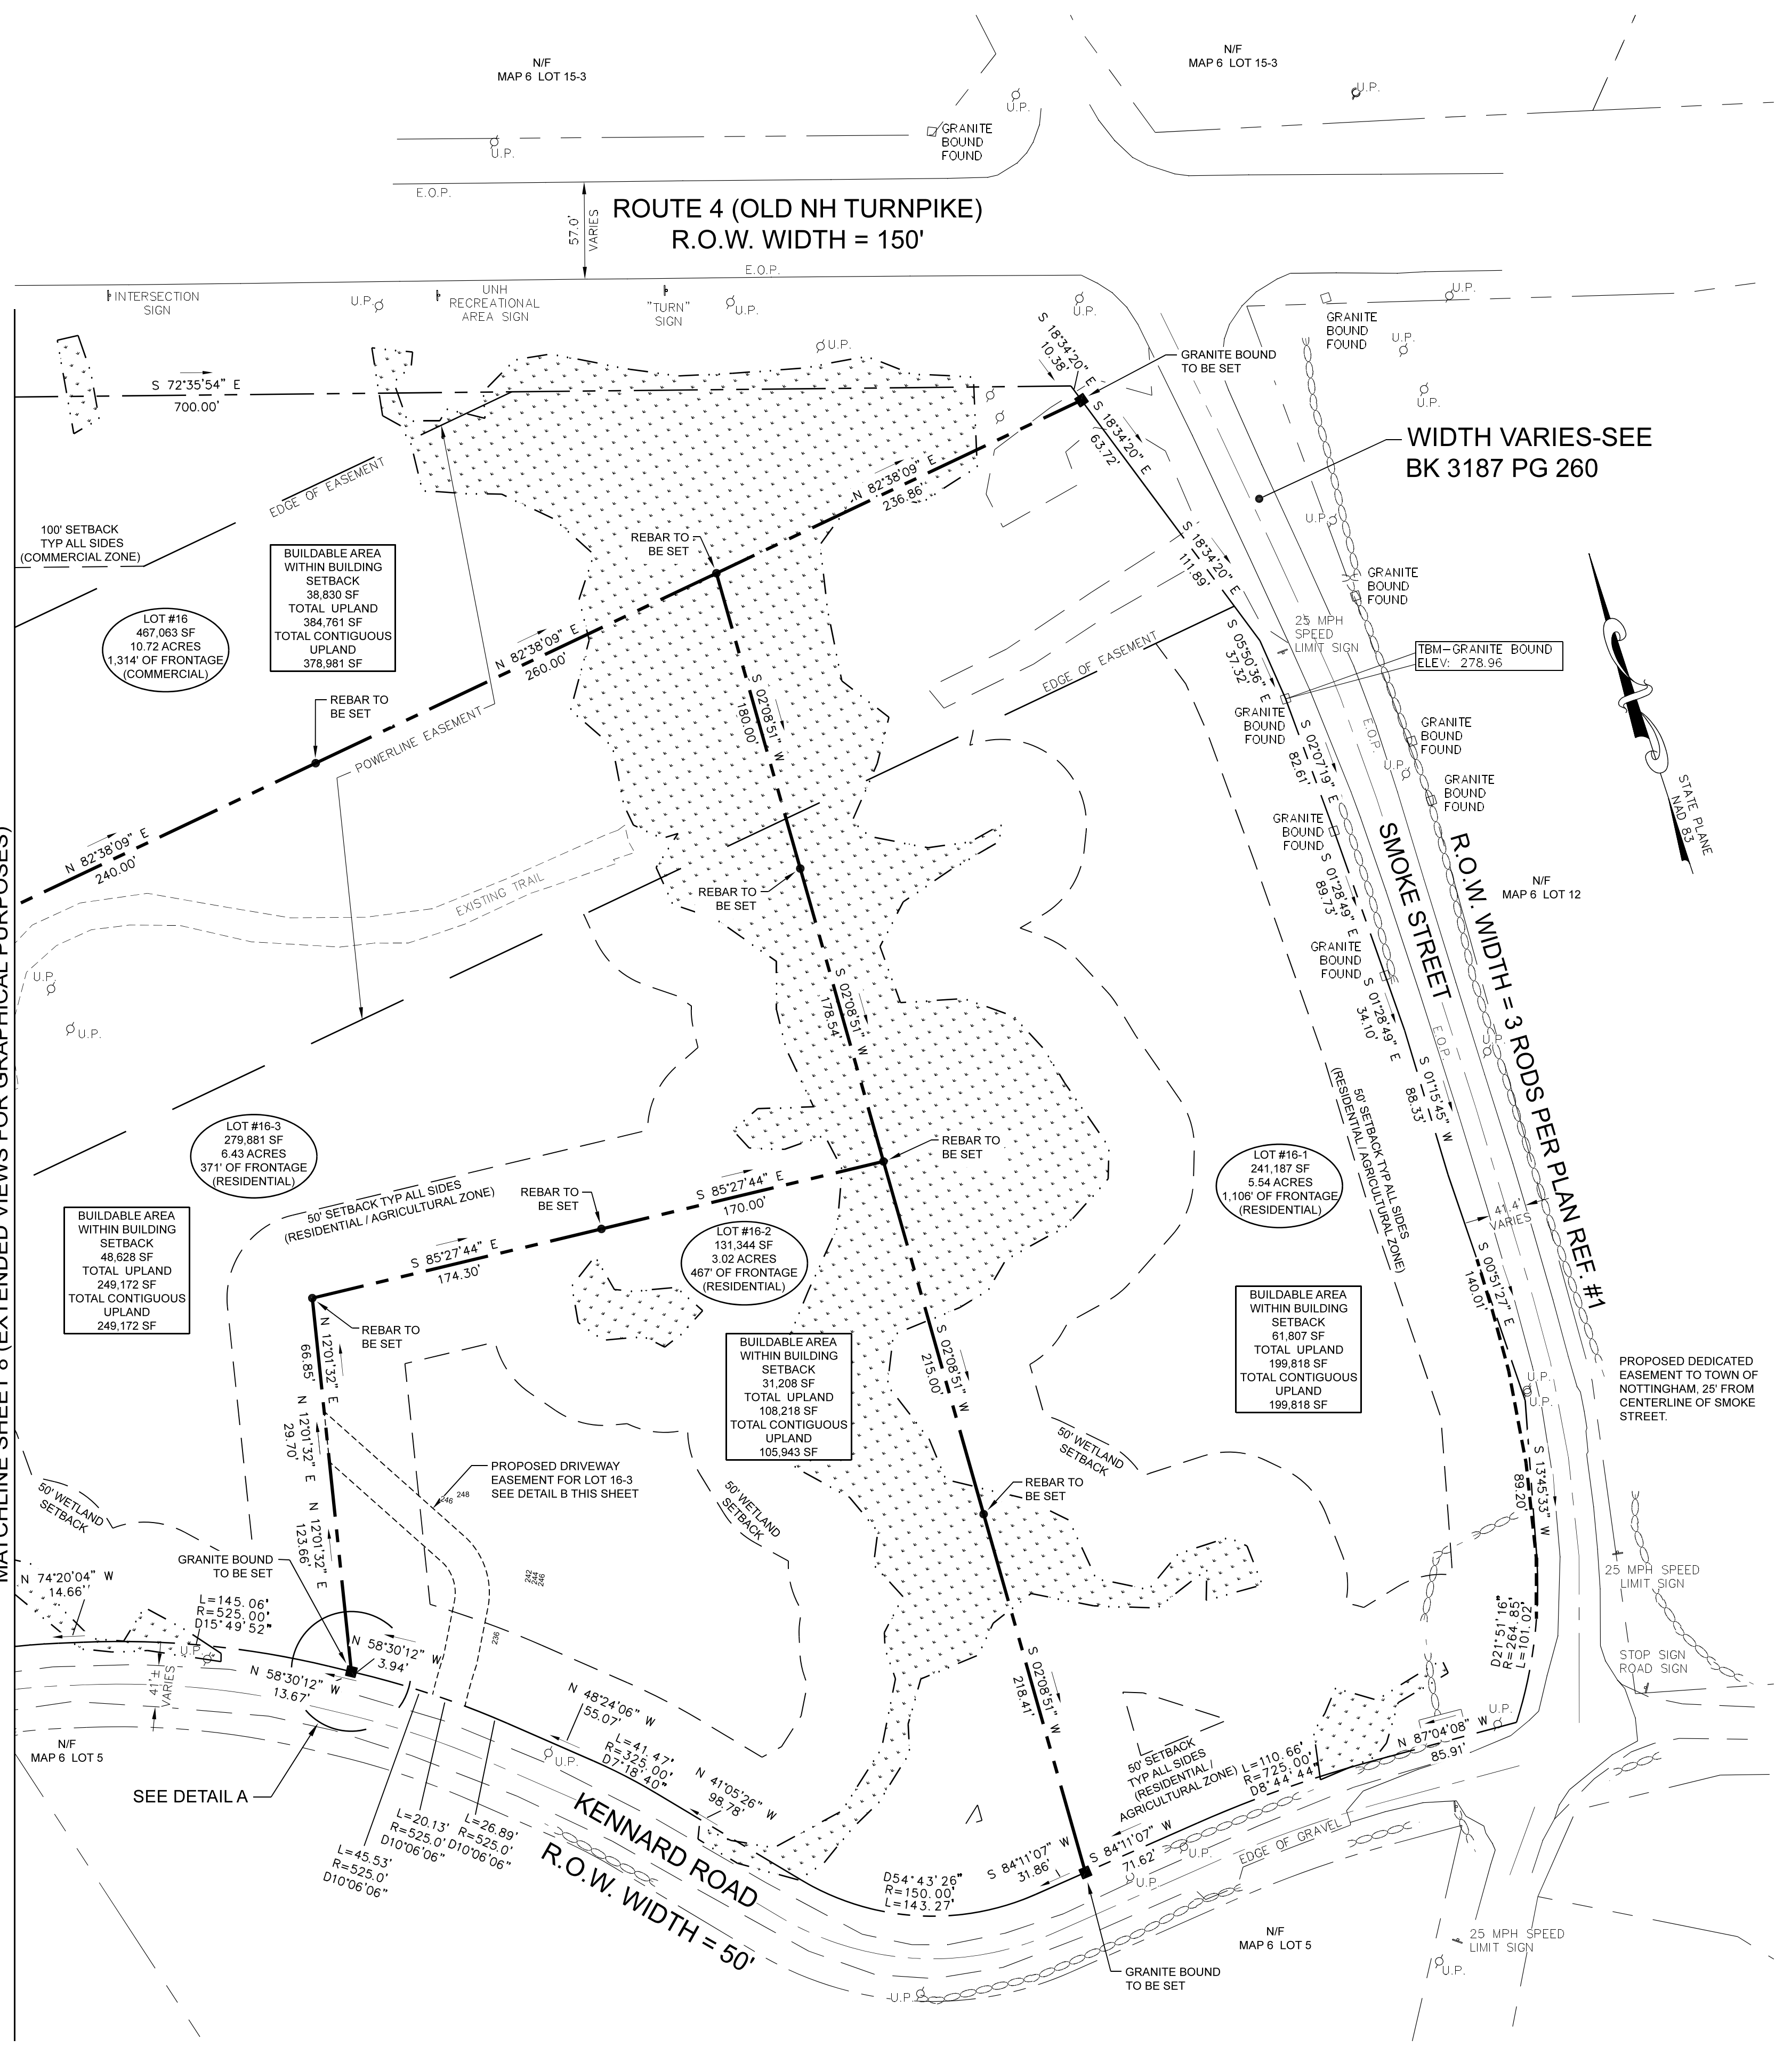 N/F
MAP 6 LOT 15-3
N/F
MAP 6 LOT 15-3
U.P.
U.P.
U.P.
GRANITE
BOUND
FOUND
E.O.P.
57.0'
VARIES
ROUTE 4 (OLD NH TURNPIKE)
R.O.W. WIDTH = 150'
E.O.P.
INTERSECTION
SIGN
U.P.
UNH
RECREATIONAL
AREA SIGN
"TURN"
SIGN
U.P.
U.P.
U.P.
U.P.
GRANITE
BOUND
FOUND
U.P.
U.P.
S 72°35'54" E
700.00'
S 18°34'20" E
10.38'
GRANITE BOUND
TO BE SET
S 18°34'20" E
63.72'
WIDTH VARIES-SEE
BK 3187 PG 260
EDGE OF EASEMENT
100' SETBACK
TYP ALL SIDES
(COMMERCIAL ZONE)
BUILDABLE AREA
WITHIN BUILDING
SETBACK
38,830 SF
TOTAL UPLAND
384,761 SF
TOTAL CONTIGUOUS
UPLAND
378,981 SF
N 82°38'09" E
236.86'
REBAR TO
BE SET
U.P.
S 18°34'20" E
111.89'
GRANITE
BOUND
FOUND
LOT #16
467,063 SF
10.72 ACRES
1,314' OF FRONTAGE
(COMMERCIAL)
N 82°38'09" E
260.00'
25 MPH
SPEED
LIMIT SIGN
TBM-GRANITE BOUND
ELEV: 278.96
EDGE OF EASEMENT
S 05°50'36" E
37.32'
REBAR TO
BE SET
S 02°08'51" W
180.00'
GRANITE
BOUND
FOUND
POWERLINE EASEMENT
S 02°07'19" E
82.61'
E.O.P.
GRANITE
BOUND
FOUND
U.P.
GRANITE
BOUND
FOUND
STATE PLANE
NAD 83
N 82°38'09" E
240.00'
GRANITE
BOUND
FOUND
SMOKE STREET
R.O.W. WIDTH = 3 RODS PER PLAN REF. #1
EXISTING TRAIL
REBAR TO
BE SET
S 01°28'49" E
89.73'
N/F
MAP 6 LOT 12
MATCHLINE SHEET 8 (EXTENDED VIEWS FOR GRAPHICAL PURPOSES)
U.P.
U.P.
S 02°08'51" W
178.54'
GRANITE
BOUND
FOUND
S 01°28'49" E
34.10'
E.O.P.
U.P.
S 01°15'45" W
88.33'
50' SETBACK TYP ALL SIDES
(RESIDENTIAL / AGRICULTURAL ZONE)
LOT #16-3
279,881 SF
6.43 ACRES
371' OF FRONTAGE
(RESIDENTIAL)
REBAR TO
BE SET
LOT #16-1
241,187 SF
5.54 ACRES
1,106' OF FRONTAGE
(RESIDENTIAL)
50' SETBACK TYP ALL SIDES
(RESIDENTIAL / AGRICULTURAL ZONE)
REBAR TO
BE SET
S 85°27'44" E
170.00'
41.4'
VARIES
BUILDABLE AREA
WITHIN BUILDING
SETBACK
48,628 SF
TOTAL UPLAND
249,172 SF
TOTAL CONTIGUOUS
UPLAND
249,172 SF
S 85°27'44" E
174.30'
LOT #16-2
131,344 SF
3.02 ACRES
467' OF FRONTAGE
(RESIDENTIAL)
S 00°51'27" E
140.01'
BUILDABLE AREA
WITHIN BUILDING
SETBACK
61,807 SF
TOTAL UPLAND
199,818 SF
TOTAL CONTIGUOUS
UPLAND
199,818 SF
REBAR TO
BE SET
N 12°01'32" E
66.85'
BUILDABLE AREA
WITHIN BUILDING
SETBACK
31,208 SF
TOTAL UPLAND
108,218 SF
TOTAL CONTIGUOUS
UPLAND
105,943 SF
S 02°08'51" W
215.00'
PROPOSED DEDICATED
EASEMENT TO TOWN OF
NOTTINGHAM, 25' FROM
CENTERLINE OF SMOKE
STREET.
U.P.
U.P.
N 12°01'32" E
29.70'
PROPOSED DRIVEWAY
EASEMENT FOR LOT 16-3
SEE DETAIL B THIS SHEET
246
248
50' WETLAND
SETBACK
S 13°45'33" W
89.20'
50' WETLAND
SETBACK
50' WETLAND
SETBACK
REBAR TO
BE SET
N 12°01'32" E
123.66'
GRANITE BOUND
TO BE SET
242
244
246
25 MPH SPEED
LIMIT SIGN
N 74°20'04" W
14.66'
L=145.06'
R=525.00'
D15°49'52"
D21°51'16"
R=264.85'
L=101.02'
U.P.
236
N 58°30'12" W
3.94'
STOP SIGN
ROAD SIGN
41'±
VARIES
N 58°30'12" W
13.67'
S 02°08'51" W
218.41'
N 48°24'06" W
55.07'
U.P.
N 87°04'08" W
85.91'
N/F
MAP 6 LOT 5
U.P.
L=41.47'
R=325.00'
D7°18'40"
50' SETBACK
TYP ALL SIDES
(RESIDENTIAL /
AGRICULTURAL ZONE)
L=110.66'
R=725.00'
D8°44'44"
SEE DETAIL A
N 41°05'26" W
98.78'
L=45.53'
R=525.0'
D10°06'06"
L=20.13'
R=525.0'
D10°06'06"
L=26.89'
R=525.0'
D10°06'06"
KENNARD ROAD
R.O.W. WIDTH = 50'
S 84°11'07" W
71.62'
EDGE OF GRAVEL
U.P.
U.P.
D54°43'26"
R=150.00'
L=143.27'
S 84°11'07" W
31.86'
N/F
MAP 6 LOT 5
25 MPH SPEED
LIMIT SIGN
U.P.
GRANITE BOUND
TO BE SET
U.P.